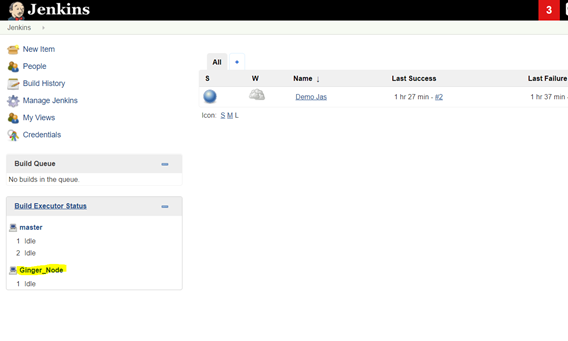 Jenkins
3
Jenkins
New Item
People
Build History
Manage Jenkins
My Views
Credentials
All +
S W Name ↓ Last Success Last Failure
Demo Jas 1 hr 27 min - #2 1 hr 37 min -
Icon: S M L
Build Queue
No builds in the queue.
Build Executor Status
master
1 Idle
2 Idle
Ginger_Node
1 Idle